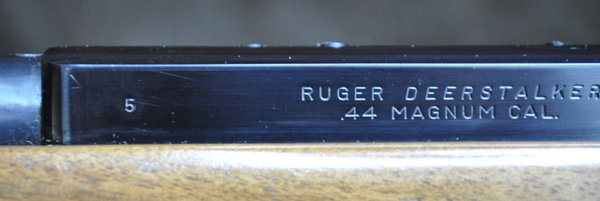 5
RUGER DEERSTALKER
.44 MAGNUM CAL.